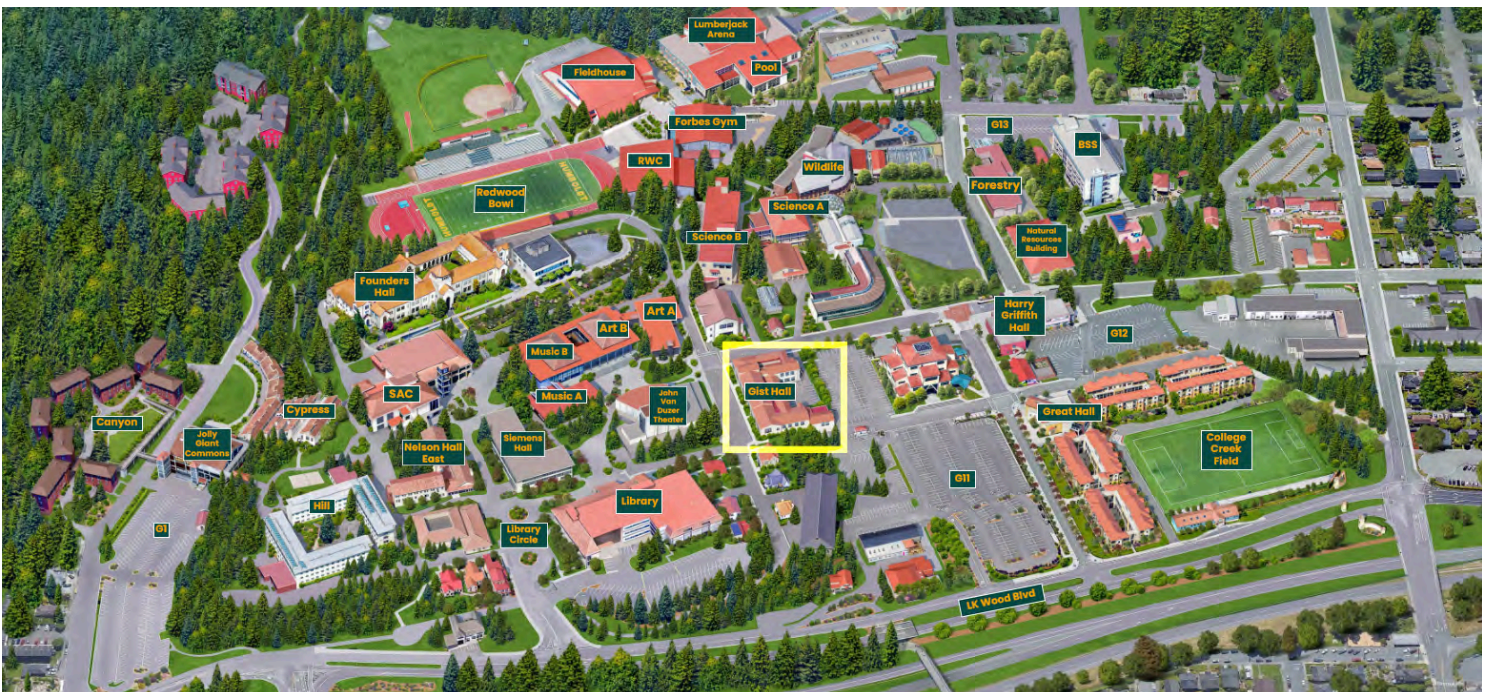 Lumberjack
Arena
Pool
Fieldhouse
Forbes Gym
G13
BSS
RWC
Wildlife
Redwood
Bowl
HUMBOLDT
HUMBOLDT
Forestry
Science A
Science B
Natural
Resources
Building
Founders
Hall
Art A
Art B
Harry
Griffith
Hall
G12
Music B
Gist Hall
SAC
Music A
John
Van
Duzer
Theater
Cypress
Great Hall
Canyon
Jolly
Giant
Commons
Nelson Hall
East
Siemens
Hall
College
Creek
Field
G11
Library
Hill
G1
Library
Circle
LK Wood Blvd